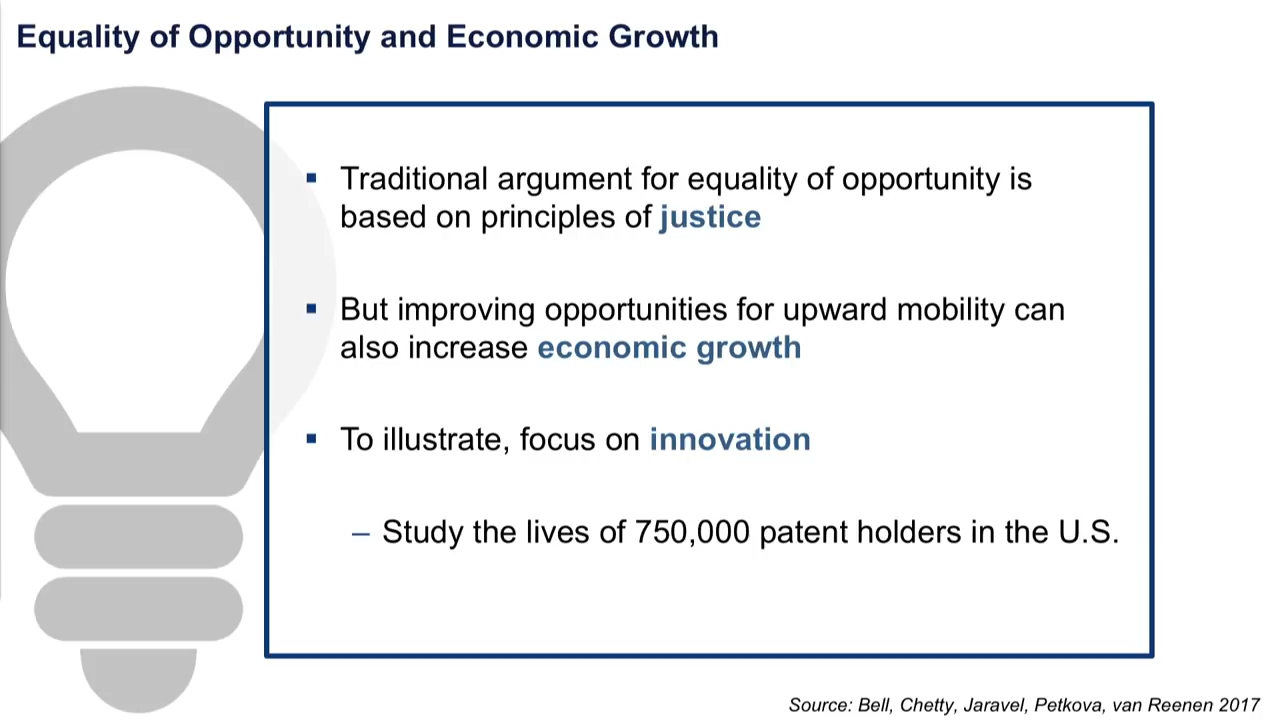 Equality of Opportunity and Economic Growth
▪ Traditional argument for equality of opportunity is
based on principles of justice
▪ But improving opportunities for upward mobility can
also increase economic growth
▪ To illustrate, focus on innovation
– Study the lives of 750,000 patent holders in the U.S.
Source: Bell, Chetty, Jaravel, Petkova, van Reenen 2017